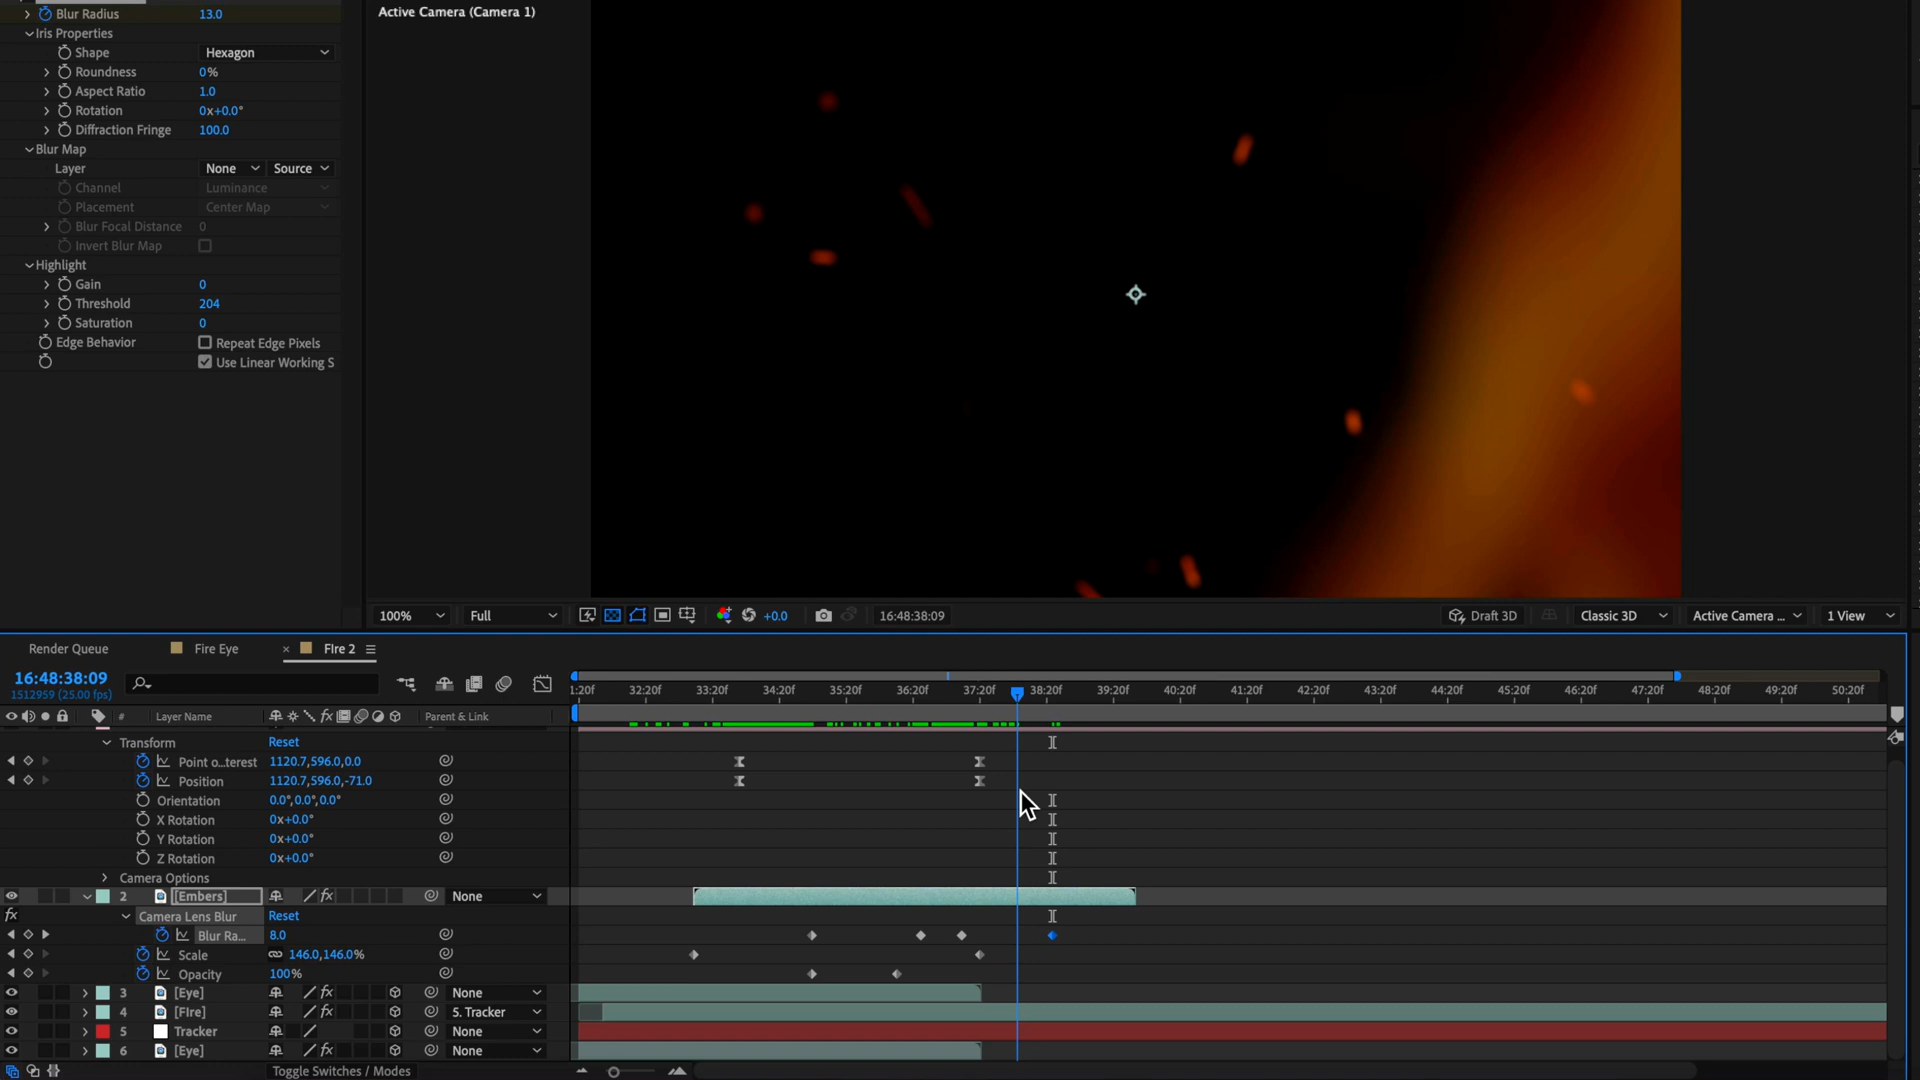 Blur Radius 13.0
Active Camera (Camera 1)
Iris Properties
Shape Hexagon
Roundness 0%
Aspect Ratio 1.0
Rotation 0x+0.0°
Diffraction Fringe 100.0
Blur Map
Layer None Source
Channel Luminance
Placement Center Map
Blur Focal Distance 0
Invert Blur Map
Highlight
Gain 0
Threshold 204
Saturation 0
Edge Behavior Repeat Edge Pixels
Use Linear Working S
100% Full +0.0 16:48:38:09 Draft 3D Classic 3D Active Camera ... 1 View
Render Queue Fire Eye × FIre 2
16:48:38:09
1512959 (25.00 fps)
1:20f 32:20f 33:20f 34:20f 35:20f 36:20f 37:20f 38:20f 39:20f 40:20f 41:20f 42:20f 43:20f 44:20f 45:20f 46:20f 47:20f 48:20f 49:20f 50:20f
# Layer Name fx Parent & Link
Transform Reset
Point o...terest 1120.7,596.0,0.0
Position 1120.7,596.0,-71.0
Orientation 0.0°,0.0°,0.0°
X Rotation 0x+0.0°
Y Rotation 0x+0.0°
Z Rotation 0x+0.0°
Camera Options
2 [Embers] fx None
fx Camera Lens Blur Reset
Blur Ra... 8.0
Scale 146.0,146.0%
Opacity 100%
3 [Eye] fx None
4 [FIre] fx 5. Tracker
5 Tracker None
6 [Eye] fx None
Toggle Switches / Modes